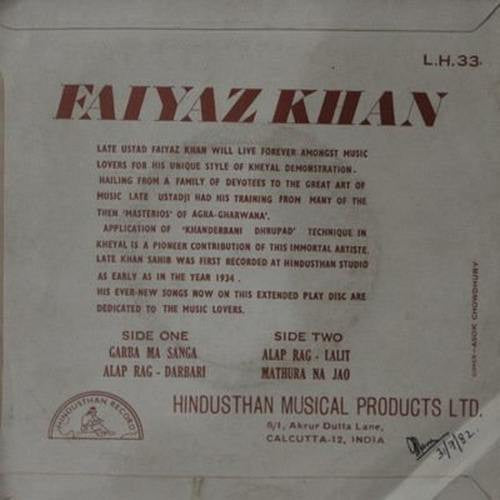 L.H.33.
FAIYAZ KHAN
LATE USTAD FAIYAZ KHAN WILL LIVE FOREVER AMONGST MUSIC
LOVERS FOR HIS UNIQUE STYLE OF KHEYAL DEMONSTRATION.
HAILING FROM A FAMILY OF DEVOTEES TO THE GREAT ART OF
MUSIC LATE USTADJI HAD HIS TRAINING FROM MANY OF THE
THEN 'MASTERIOS' OF AGRA-GHARWANA'.
APPLICATION OF 'KHANDERBANI DHRUPAD' TECHNIQUE IN
KHEYAL IS A PIONEER CONTRIBUTION OF THIS IMMORTAL ARTISTE.
LATE KHAN SAHIB WAS FIRST RECORDED AT HINDUSTHAN STUDIO
AS EARLY AS IN THE YEAR 1934.
HIS EVER-NEW SONGS NOW ON THIS EXTENDED PLAY DISC ARE
DEDICATED TO THE MUSIC LOVERS.
SIDE ONE
GARBA MA SANGA
ALAP RAG - DARBARI
SIDE TWO
ALAP RAG - LALIT
MATHURA NA JAO
COVER—ASOK CHOWDHURY
HINDUSTHAN RECORD
HINDUSTHAN MUSICAL PRODUCTS LTD.
6/1, Akrur Dutta Lane,
CALCUTTA-12, INDIA
3/7/82.